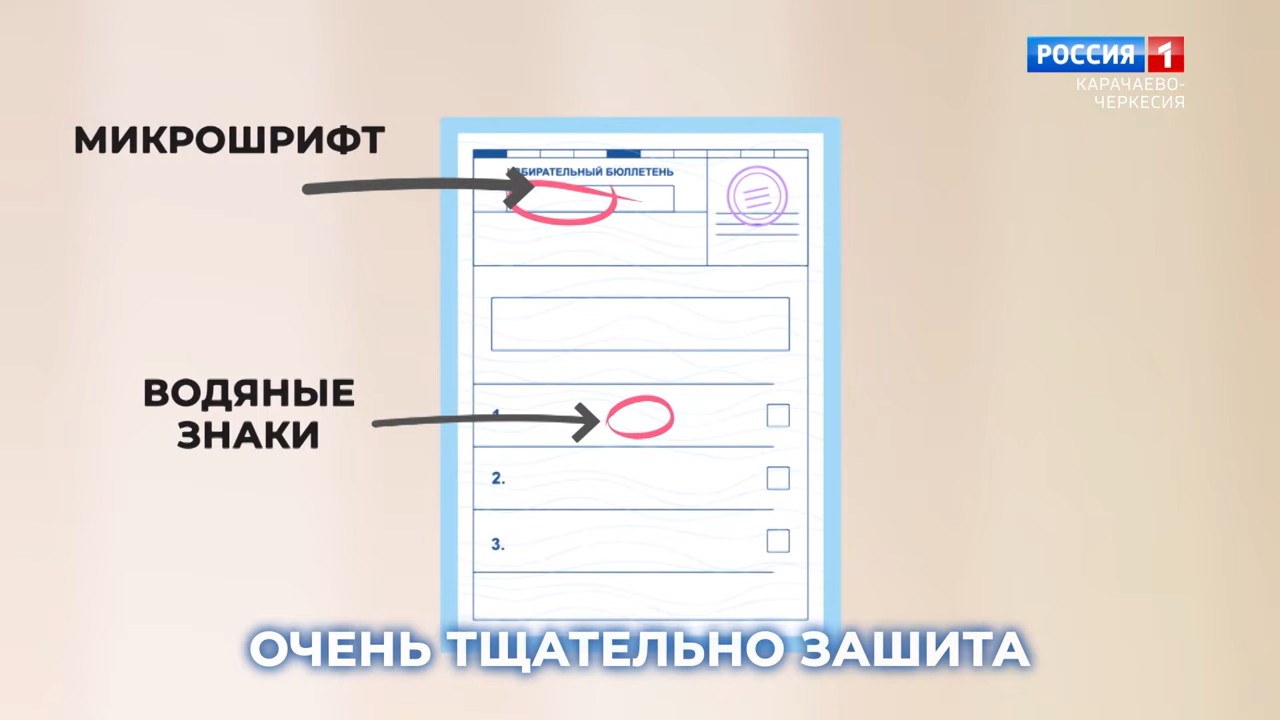 РОССИЯ 1
КАРАЧАЕВО-
ЧЕРКЕСИЯ
МИКРОШРИФТ
ИЗБИРАТЕЛЬНЫЙ БЮЛЛЕТЕНЬ
ВОДЯНЫЕ
ЗНАКИ
1.
2.
3.
ОЧЕНЬ ТЩАТЕЛЬНО ЗАШИТА